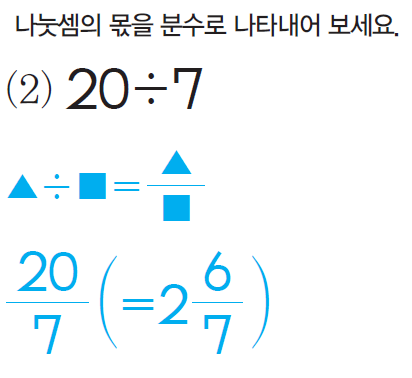 나눗셈의 몫을 분수로 나타내어 보세요.
(2) 20÷7
▲÷■=▲/■
20/7(=2 6/7)